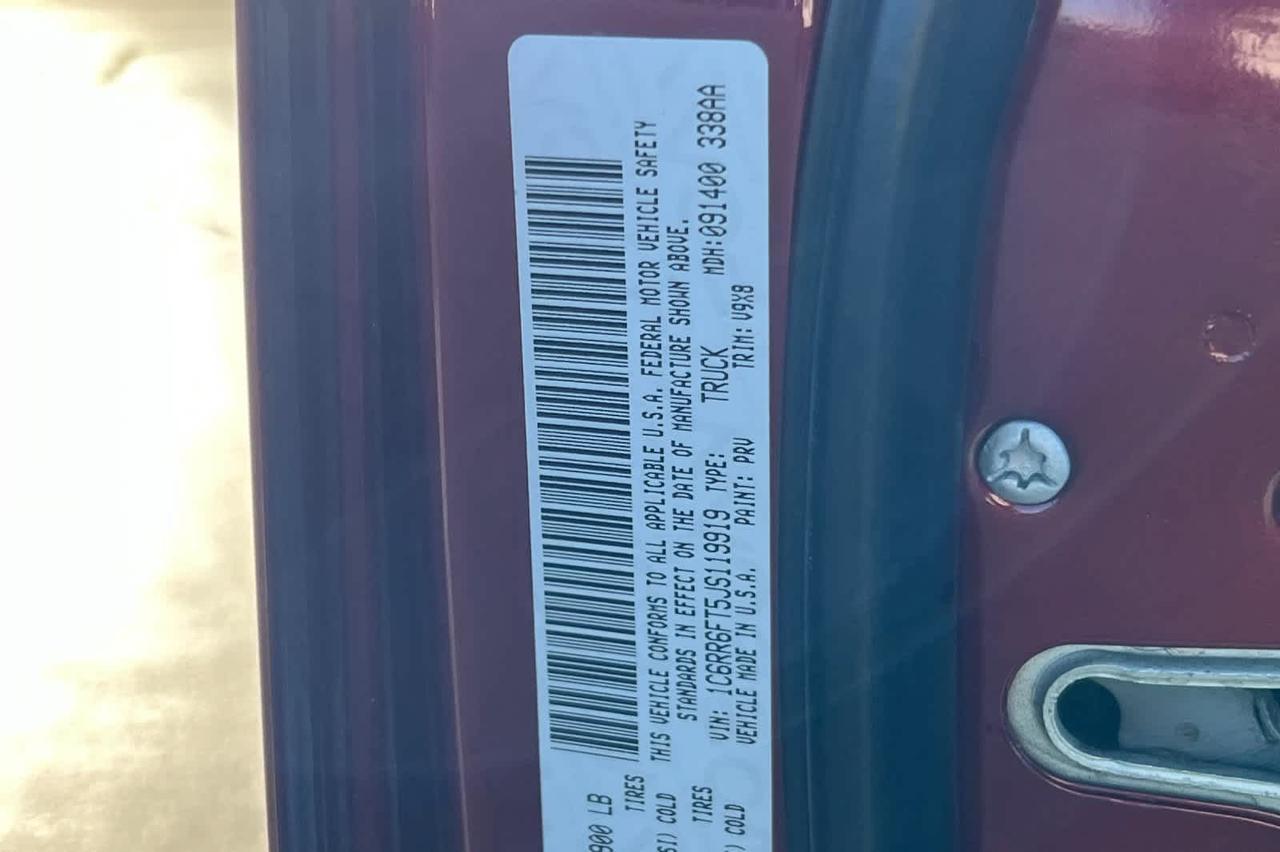 900 LB
TIRES
SI) COLD
TIRES
) COLD
THIS VEHICLE CONFORMS TO ALL APPLICABLE U.S.A. FEDERAL MOTOR VEHICLE SAFETY
STANDARDS IN EFFECT ON THE DATE OF MANUFACTURE SHOWN ABOVE.
VIN: 1C6RR6FT5JS119919 TYPE: TRUCK MDH:091400 338AA
VEHICLE MADE IN U.S.A. PAINT: PRV TRIM: V9X8